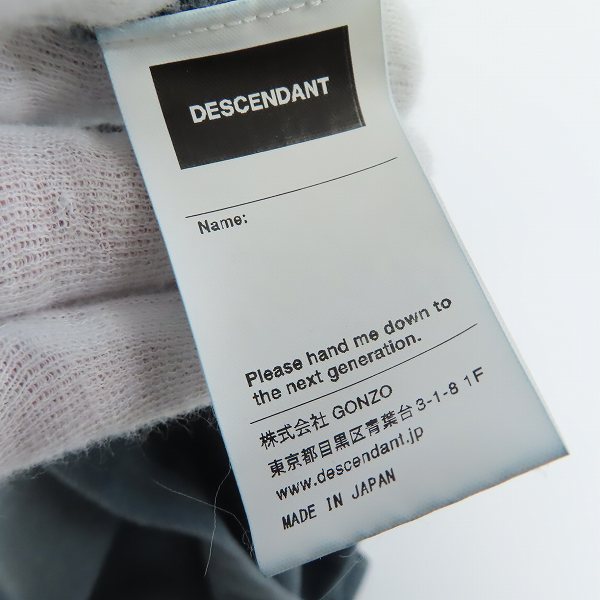 DESCENDANT
Name:
Please hand me down to
the next generation.
株式会社 GONZO
東京都目黒区青葉台3-1-8 1F
www.descendant.jp
MADE IN JAPAN